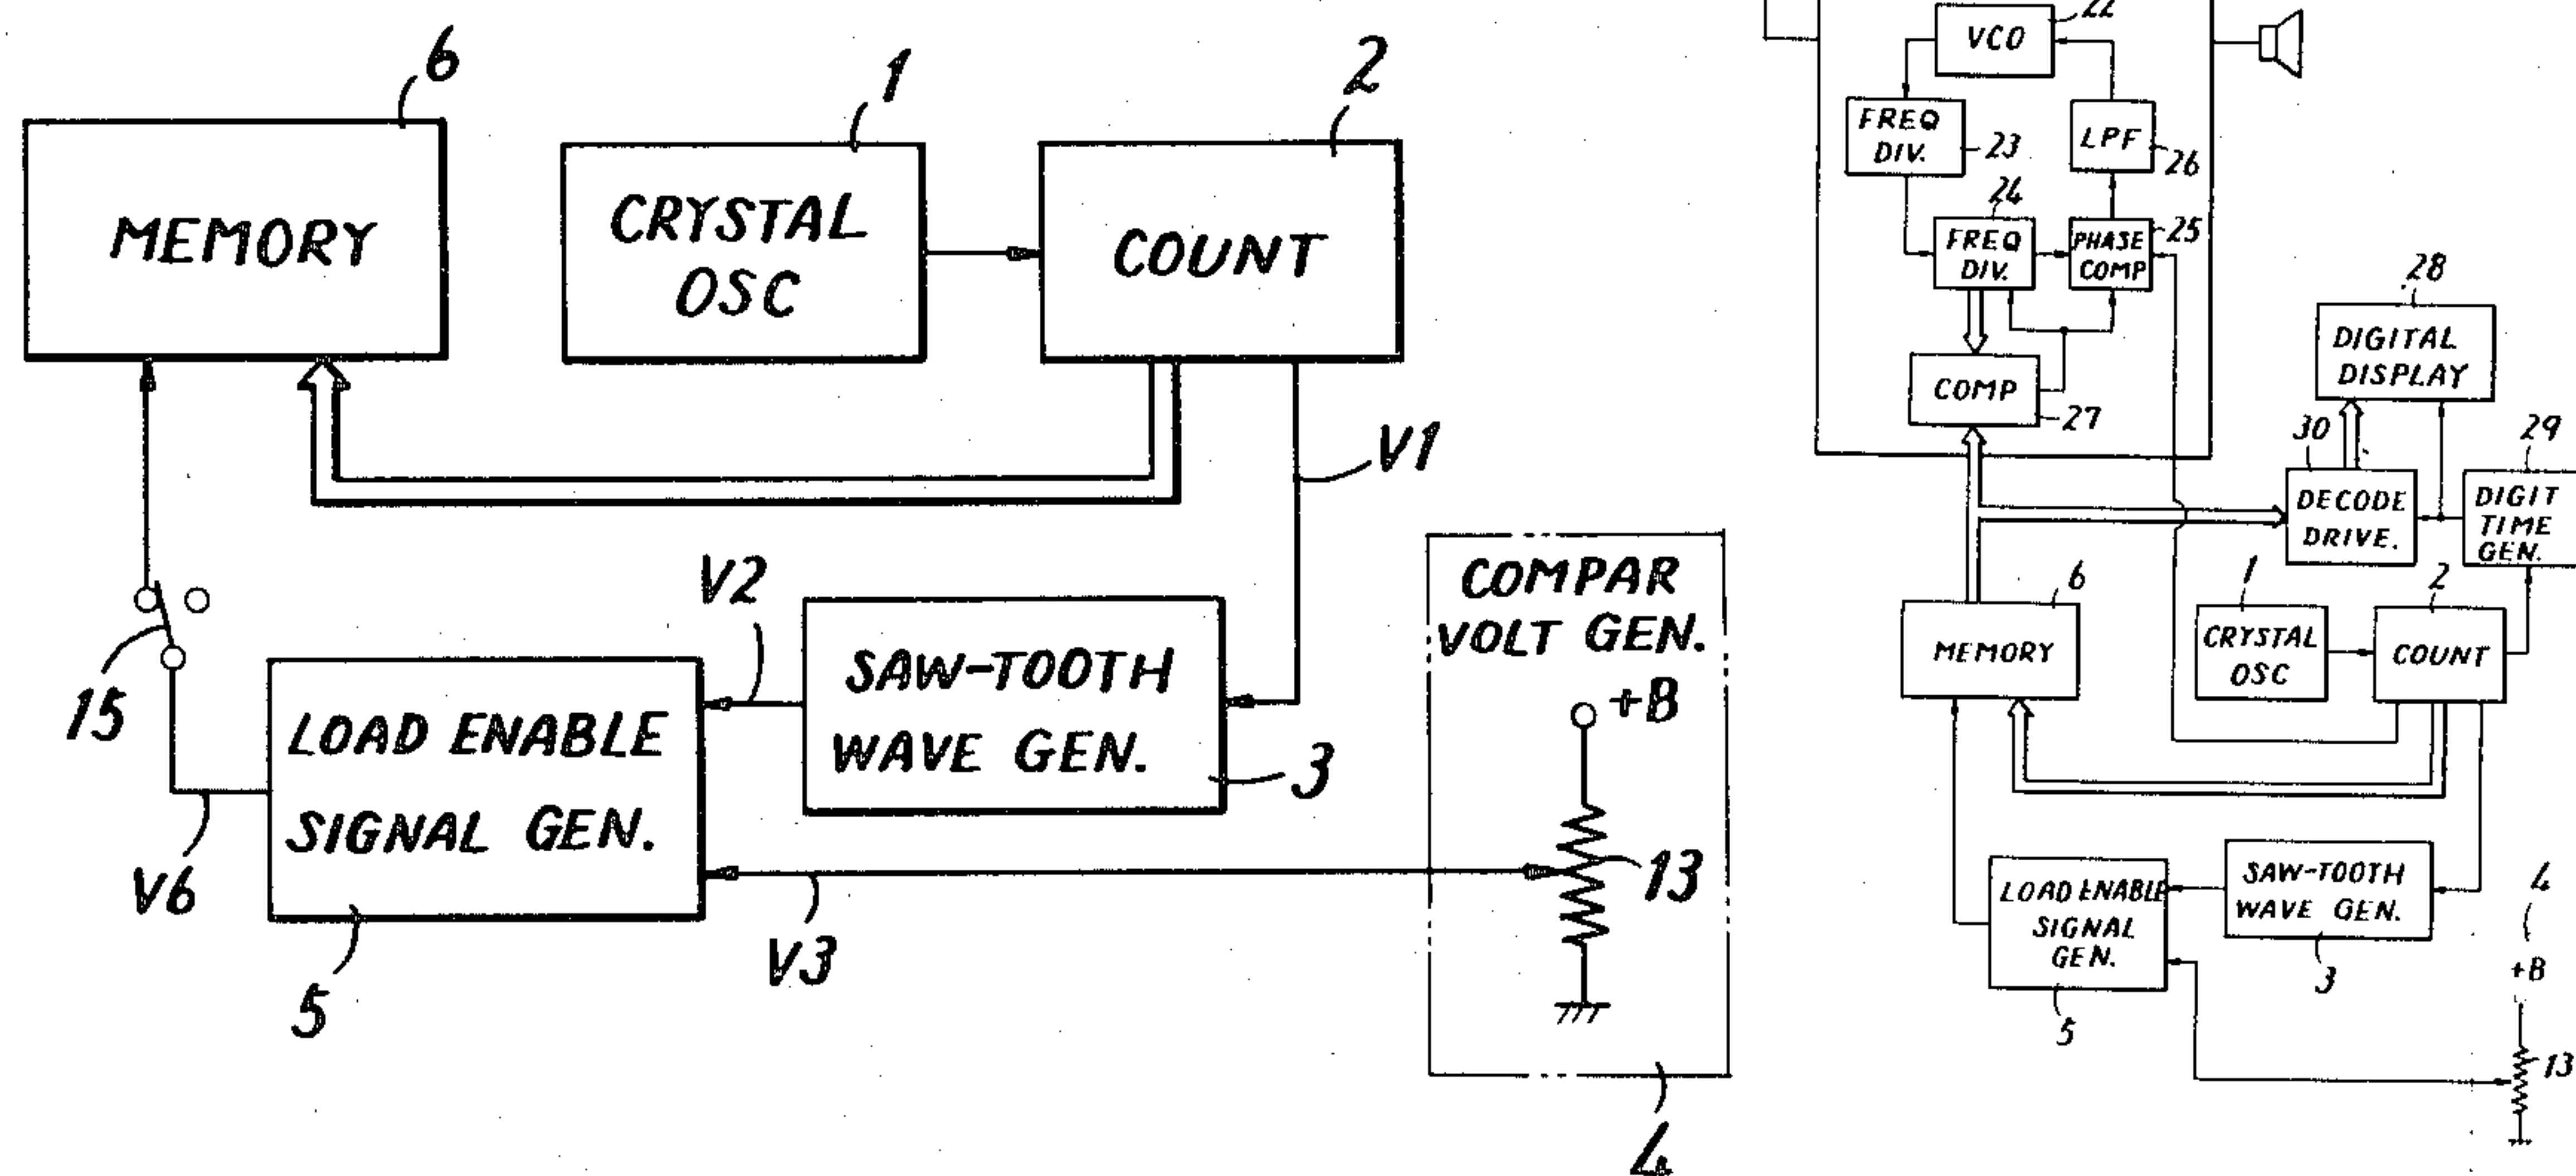 6
1
2
MEMORY
CRYSTAL
OSC
COUNT
V1
V2
15
LOAD ENABLE
SIGNAL GEN.
SAW-TOOTH
WAVE GEN.
3
COMPAR
VOLT GEN.
+B
13
V6
V3
5
4
22
VCO
FREQ
DIV.
23
LPF
26
24
FREQ
DIV.
PHASE
COMP
25
COMP
27
28
DIGITAL
DISPLAY
30
DECODE
DRIVE.
29
DIGIT
TIME
GEN.
6
MEMORY
1
CRYSTAL
OSC
2
COUNT
LOAD ENABLE
SIGNAL
GEN.
5
SAW-TOOTH
WAVE GEN.
3
4
+B
13